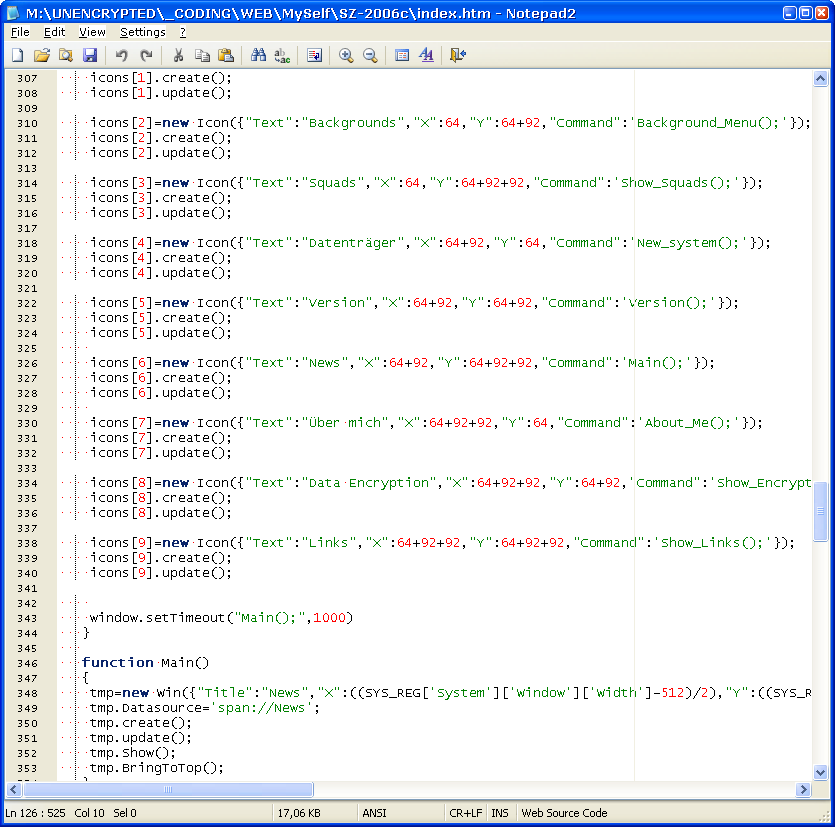 M:\UNENCRYPTED\_CODING\WEB\MySelf\SZ-2006c\index.htm - Notepad2
File Edit View Settings ?
307 icons[1].create();
308 icons[1].update();
309
310 icons[2]=new Icon({"Text":"Backgrounds","X":64,"Y":64+92,"Command":'Background_Menu();'});
311 icons[2].create();
312 icons[2].update();
313
314 icons[3]=new Icon({"Text":"Squads","X":64,"Y":64+92+92,"Command":'Show_Squads();'});
315 icons[3].create();
316 icons[3].update();
317
318 icons[4]=new Icon({"Text":"Datenträger","X":64+92,"Y":64,"Command":'New_system();'});
319 icons[4].create();
320 icons[4].update();
321
322 icons[5]=new Icon({"Text":"Version","X":64+92,"Y":64+92,"Command":'Version();'});
323 icons[5].create();
324 icons[5].update();
325
326 icons[6]=new Icon({"Text":"News","X":64+92,"Y":64+92+92,"Command":'Main();'});
327 icons[6].create();
328 icons[6].update();
329
330 icons[7]=new Icon({"Text":"Über mich","X":64+92+92,"Y":64,"Command":'About_Me();'});
331 icons[7].create();
332 icons[7].update();
333
334 icons[8]=new Icon({"Text":"Data Encryption","X":64+92+92,"Y":64+92,'Command":'Show_Encrypt
335 icons[8].create();
336 icons[8].update();
337
338 icons[9]=new Icon({"Text":"Links","X":64+92+92,"Y":64+92+92,"Command":'Show_Links();'});
339 icons[9].create();
340 icons[9].update();
341
342
343 window.setTimeout("Main();",1000)
344 }
345
346 function Main()
347 {
348 tmp=new Win({"Title":"News","X":((SYS_REG['System']['Window']['Width']-512)/2),"Y":((SYS_R
349 tmp.Datasource='span://News';
350 tmp.create();
351 tmp.update();
352 tmp.Show();
353 tmp.BringToTop();
Ln 126 : 525 Col 10 Sel 0 17,06 KB ANSI CR+LF INS Web Source Code